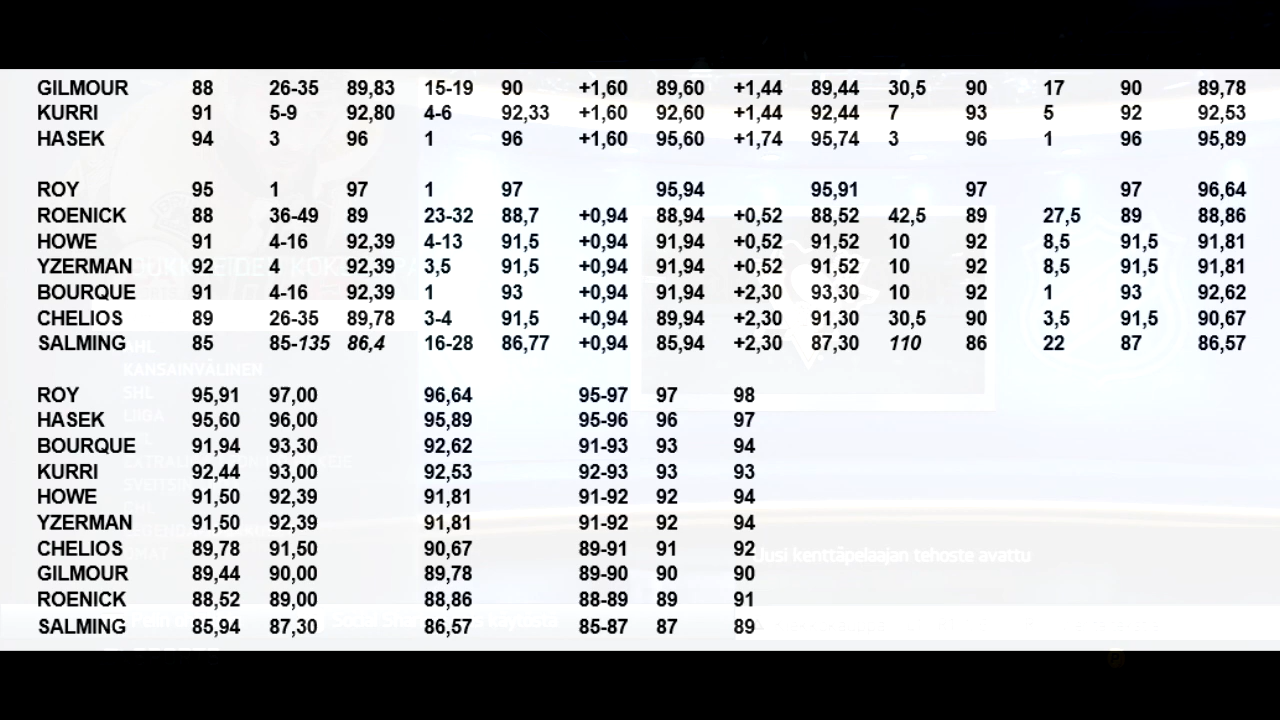 GILMOUR 88 26-35 89,83 15-19 90 +1,60 89,60 +1,44 89,44 30,5 90 17 90 89,78
KURRI 91 5-9 92,80 4-6 92,33 +1,60 92,60 +1,44 92,44 7 93 5 92 92,53
HASEK 94 3 96 1 96 +1,60 95,60 +1,74 95,74 3 96 1 96 95,89
ROY 95 1 97 1 97 95,94 95,91 97 97 96,64
ROENICK 88 36-49 89 23-32 88,7 +0,94 88,94 +0,52 88,52 42,5 89 27,5 89 88,86
HOWE 91 4-16 92,39 4-13 91,5 +0,94 91,94 +0,52 91,52 10 92 8,5 91,5 91,81
YZERMAN 92 4 92,39 3,5 91,5 +0,94 91,94 +0,52 91,52 10 92 8,5 91,5 91,81
BOURQUE 91 4-16 92,39 1 93 +0,94 91,94 +2,30 93,30 10 92 1 93 92,62
CHELIOS 89 26-35 89,78 3-4 91,5 +0,94 89,94 +2,30 91,30 30,5 90 3,5 91,5 90,67
SALMING 85 85-135 86,4 16-28 86,77 +0,94 85,94 +2,30 87,30 110 86 22 87 86,57
KANSAINVÄLINEN
SHL
LIIGA
ROY 95,91 97,00 96,64 95-97 97 98
HASEK 95,60 96,00 95,89 95-96 96 97
BOURQUE 91,94 93,30 92,62 91-93 93 94
KURRI 92,44 93,00 92,53 92-93 93 93
HOWE 91,50 92,39 91,81 91-92 92 94
YZERMAN 91,50 92,39 91,81 91-92 92 94
CHELIOS 89,78 91,50 90,67 89-91 91 92
Uusi kenttäpelaajan tehoste avattu
GILMOUR 89,44 90,00 89,78 89-90 90 90
ROENICK 88,52 89,00 88,86 88-89 89 91
SALMING 85,94 87,30 86,57 85-87 87 89